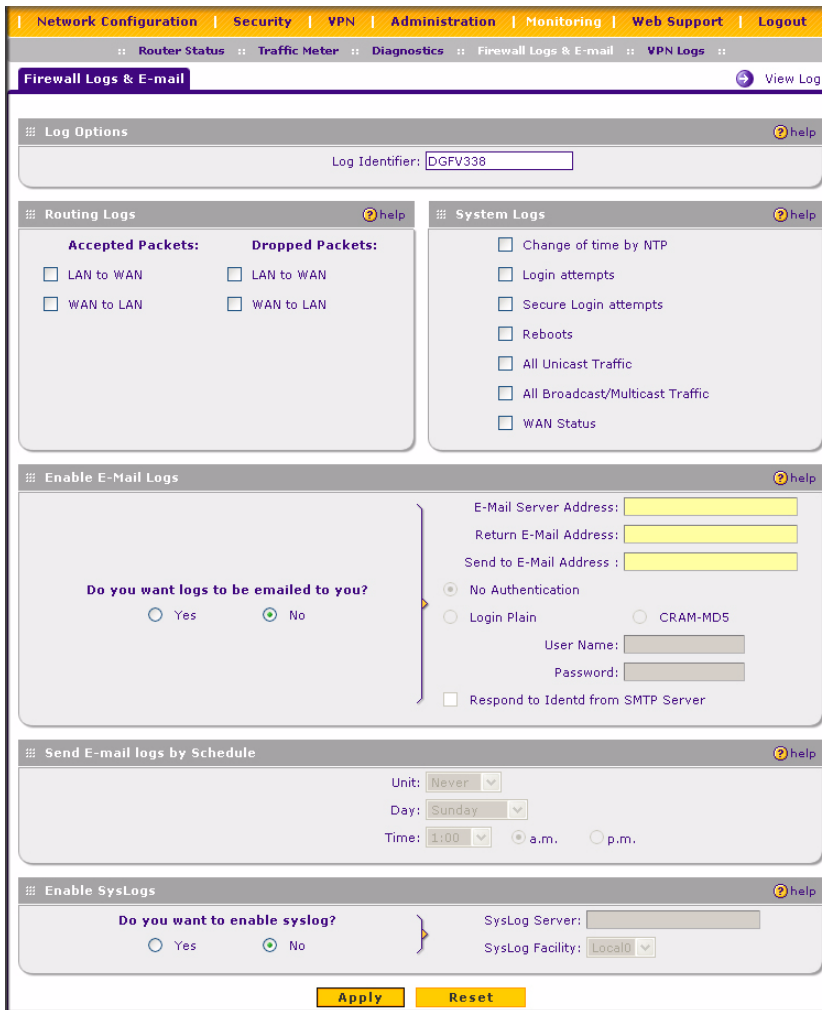 Network Configuration | Security | VPN | Administration | Monitoring | Web Support | Logout
:: Router Status :: Traffic Meter :: Diagnostics :: Firewall Logs & E-mail :: VPN Logs ::
Firewall Logs & E-mail
View Log
Log Options
help
Log Identifier: DGFV338
Routing Logs
help
Accepted Packets: Dropped Packets:
LAN to WAN LAN to WAN
WAN to LAN WAN to LAN
System Logs
help
Change of time by NTP
Login attempts
Secure Login attempts
Reboots
All Unicast Traffic
All Broadcast/Multicast Traffic
WAN Status
Enable E-Mail Logs
help
Do you want logs to be emailed to you?
Yes No
E-Mail Server Address:
Return E-Mail Address:
Send to E-Mail Address :
No Authentication
Login Plain CRAM-MD5
User Name:
Password:
Respond to Identd from SMTP Server
Send E-mail logs by Schedule
help
Unit: Never
Day: Sunday
Time: 1:00 a.m. p.m.
Enable SysLogs
help
Do you want to enable syslog?
Yes No
SysLog Server:
SysLog Facility: Local0
Apply Reset